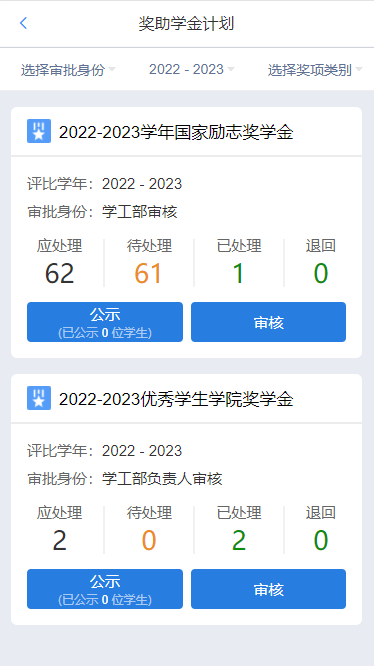 奖助学金计划
选择审批身份 2022 - 2023 选择奖项类别
2022-2023学年国家励志奖学金
评比学年：2022 - 2023
审批身份：学工部审核
应处理 待处理 已处理 退回
62 61 1 0
公示 审核
(已公示 0 位学生)
2022-2023优秀学生学院奖学金
评比学年：2022 - 2023
审批身份：学工部负责人审核
应处理 待处理 已处理 退回
2 0 2 0
公示 审核
(已公示 0 位学生)